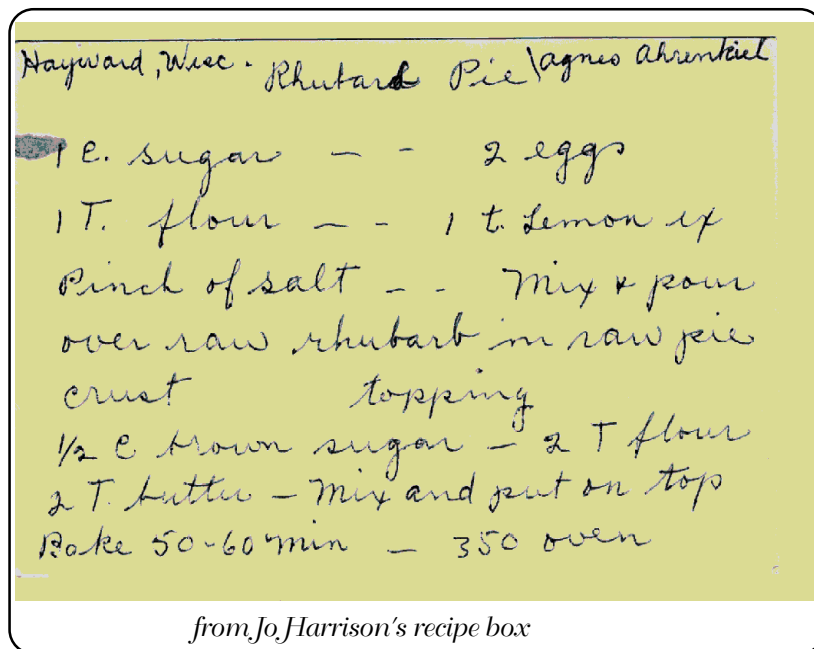 Hayward, Wisc. Rhubard Pie \ Agnes Ahrenkiel
1 C. sugar - - 2 eggs
1 T. flour - - 1 t. Lemon ex
Pinch of salt - - Mix & pour
over raw rhubarb in raw pie
crust topping
1/2 C brown sugar - 2 T flour
2 T. butter - Mix and put on top
Bake 50-60 min - 350 oven
from Jo Harrison's recipe box